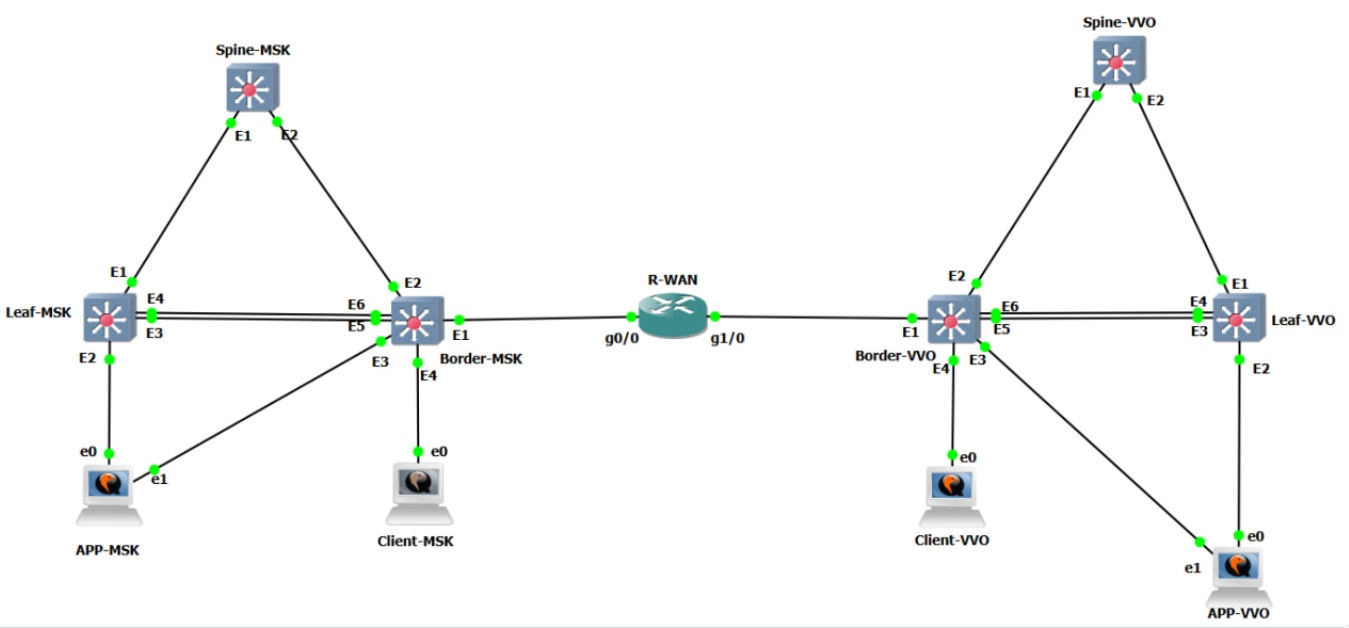 Spine-VVO
Spine-MSK
E1
E2
E1
E2
E1
E2
E2
E1
R-WAN
Leaf-MSK
E4
E3
E6
E5
E1
g0/0
g1/0
E1
E6
E5
E4
E3
Leaf-VVO
E2
E3
Border-MSK
E4
Border-VVO
E4
E3
E2
e0
e1
e0
e0
APP-MSK
Client-MSK
Client-VVO
e0
e1
APP-VVO